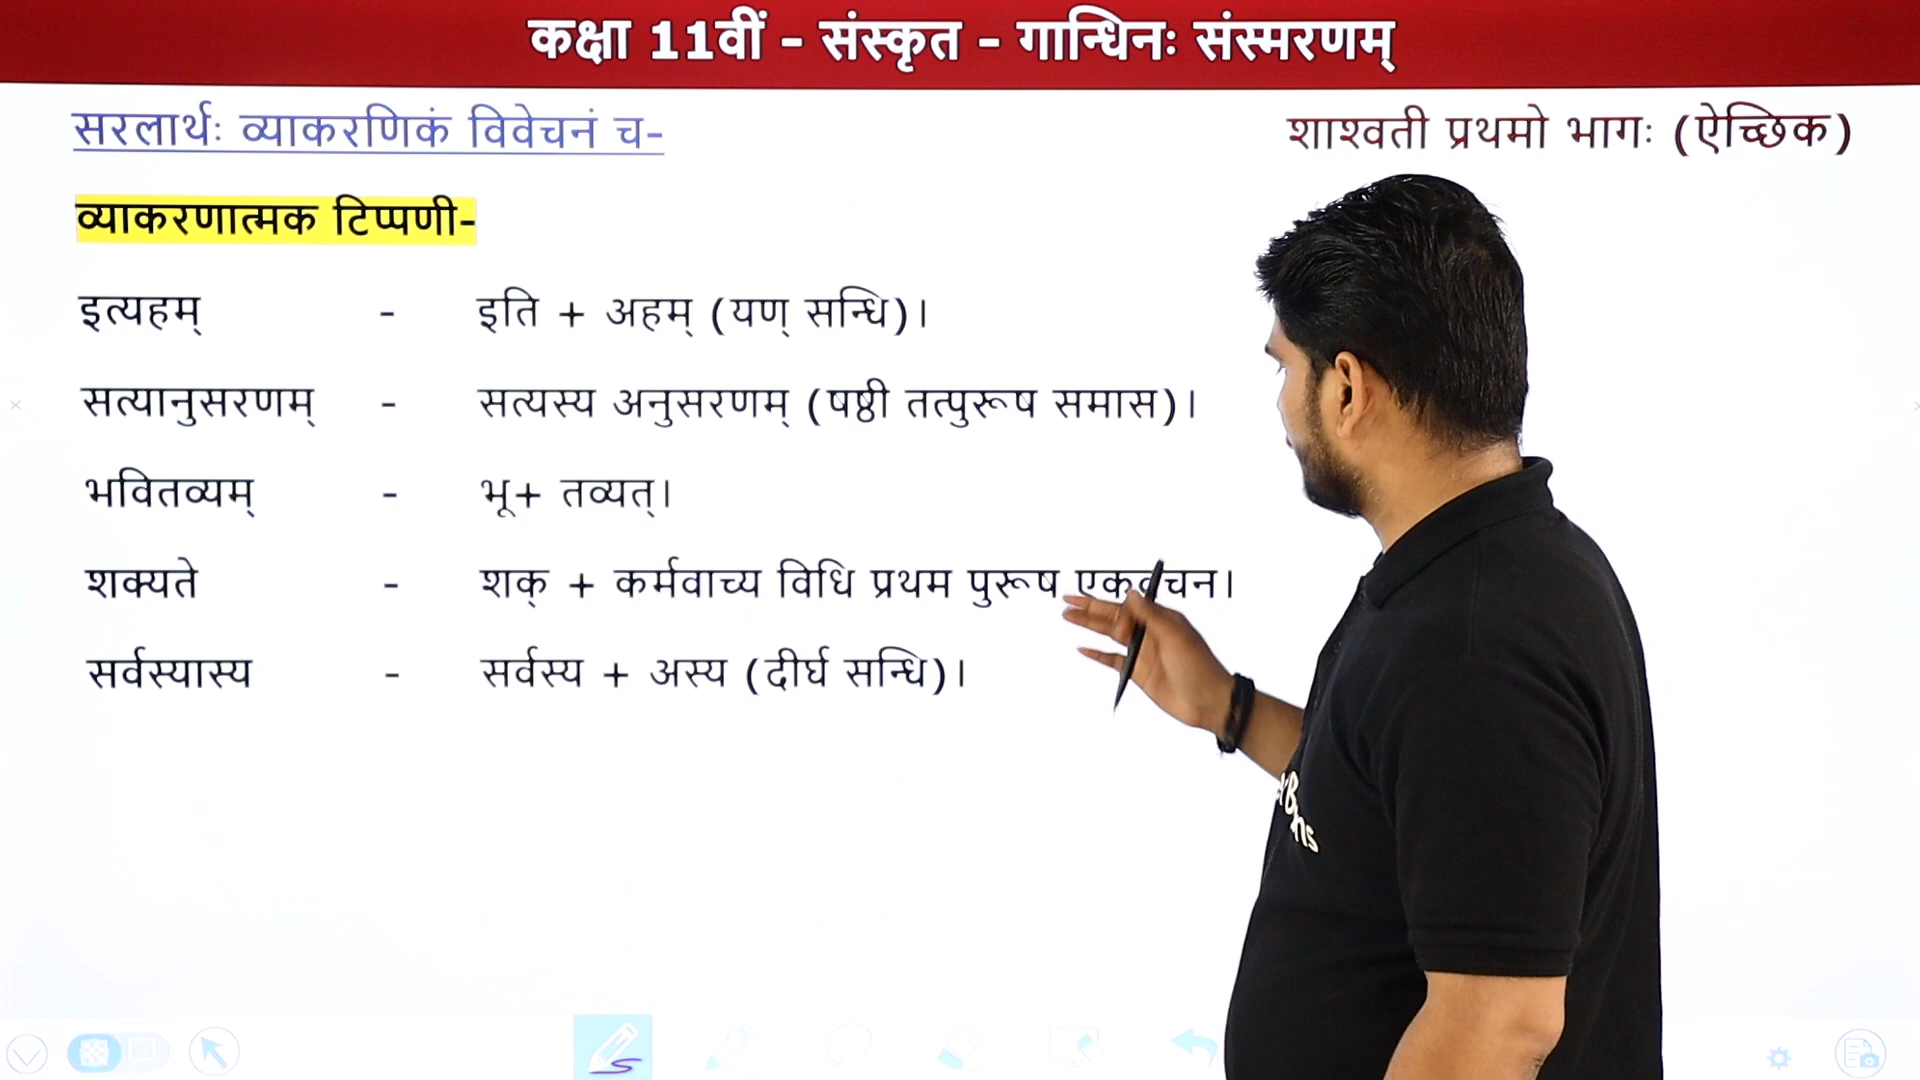 कक्षा 11वीं - संस्कृत - गान्धिनः संस्मरणम्
सरलार्थः व्याकरणिकं विवेचनं च-
शाश्वती प्रथमो भागः (ऐच्छिक)
व्याकरणात्मक टिप्पणी-
इत्यहम् - इति + अहम् (यण् सन्धि)।
सत्यानुसरणम् - सत्यस्य अनुसरणम् (षष्ठी तत्पुरूष समास)।
भवितव्यम् - भू+ तव्यत्।
शक्यते - शक् + कर्मवाच्य विधि प्रथम पुरूष एकवचन।
सर्वस्यास्य - सर्वस्य + अस्य (दीर्घ सन्धि)।